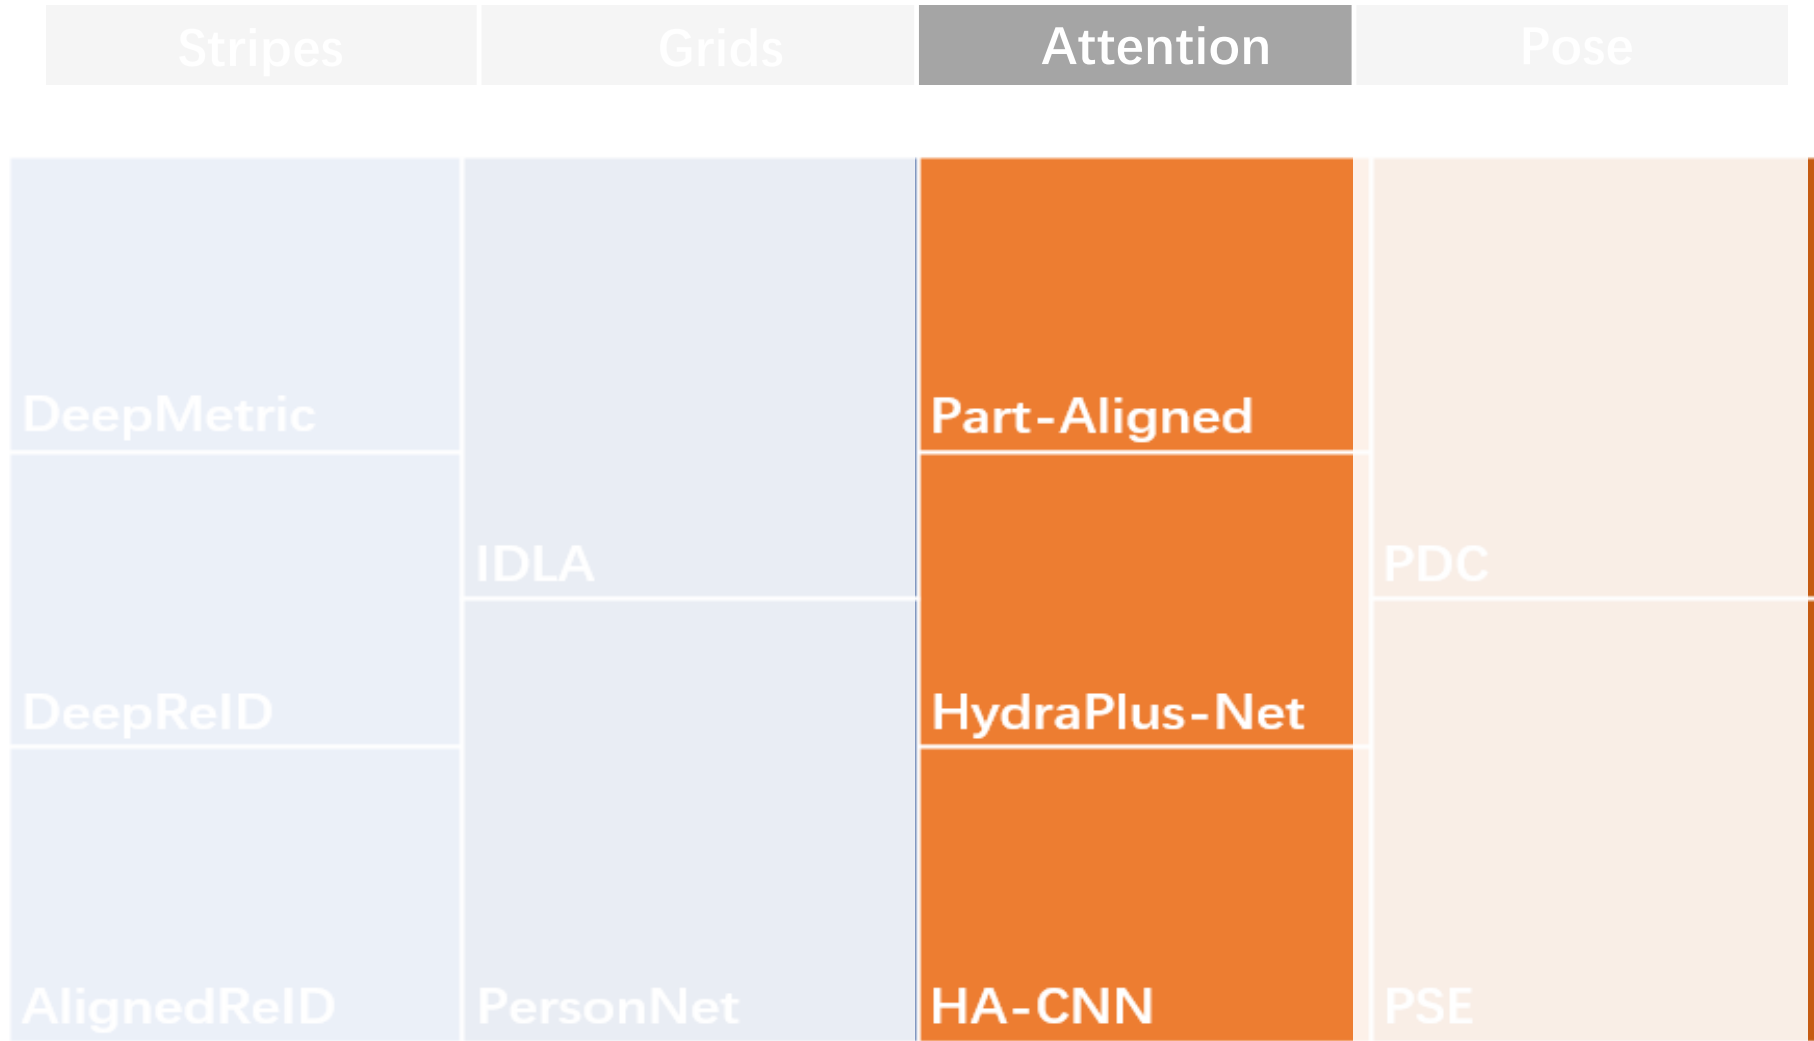 Stripes
Grids
Attention
Pose
DeepMetric
DeepReID
AlignedReID
IDLA
PersonNet
Part-Aligned
HydraPlus-Net
HA-CNN
PDC
PSE